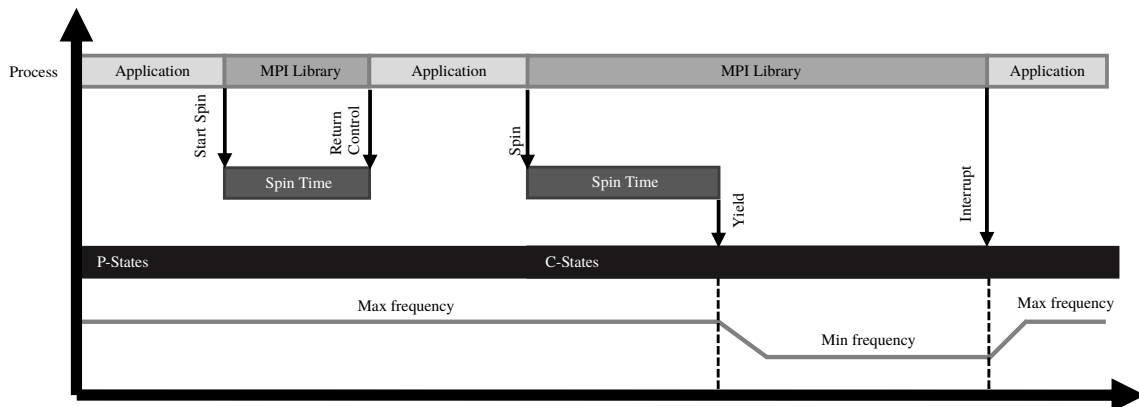 Process
Application
MPI Library
Application
MPI Library
Application
Start Spin
Return
Control
Spin
Interrupt
Spin Time
Spin Time
Yield
P-States
C-States
Max frequency
Max frequency
Min frequency